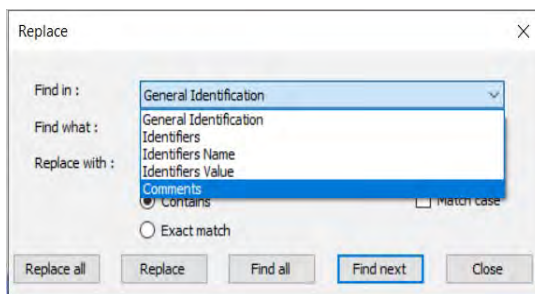 Replace
Find in :
General Identification
Find what :
General Identification
Identifiers
Identifiers Name
Replace with :
Identifiers Value
Comments
Contains
Match case
Exact match
Replace all
Replace
Find all
Find next
Close